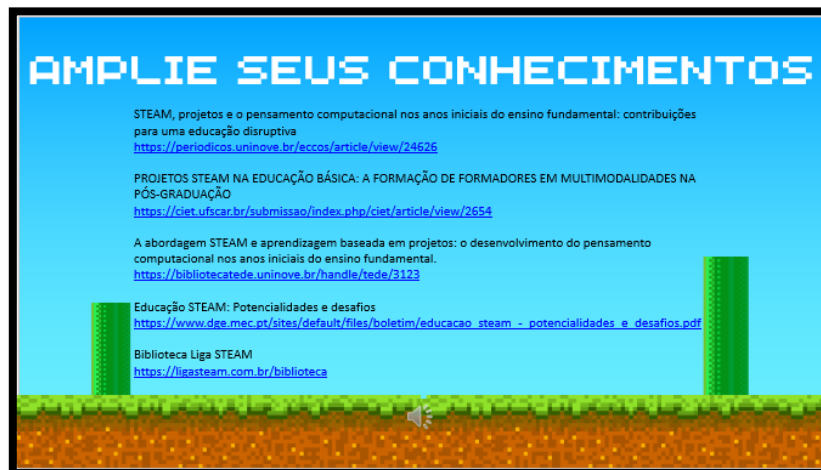 AMPLIE SEUS CONHECIMENTOS
STEAM, projetos e o pensamento computacional nos anos iniciais do ensino fundamental: contribuições
para uma educação disruptiva
https://periodicos.uninove.br/eccos/article/view/24626
PROJETOS STEAM NA EDUCAÇÃO BÁSICA: A FORMAÇÃO DE FORMADORES EM MULTIMODALIDADES NA
PÓS-GRADUAÇÃO
https://ciet.ufscar.br/submissao/index.php/ciet/article/view/2654
A abordagem STEAM e aprendizagem baseada em projetos: o desenvolvimento do pensamento
computacional nos anos iniciais do ensino fundamental.
https://bibliotecatede.uninove.br/handle/tede/3123
Educação STEAM: Potencialidades e desafios
https://www.dge.mec.pt/sites/default/files/boletim/educacao_steam_-_potencialidades_e_desafios.pdf
Biblioteca Liga STEAM
https://ligasteam.com.br/biblioteca